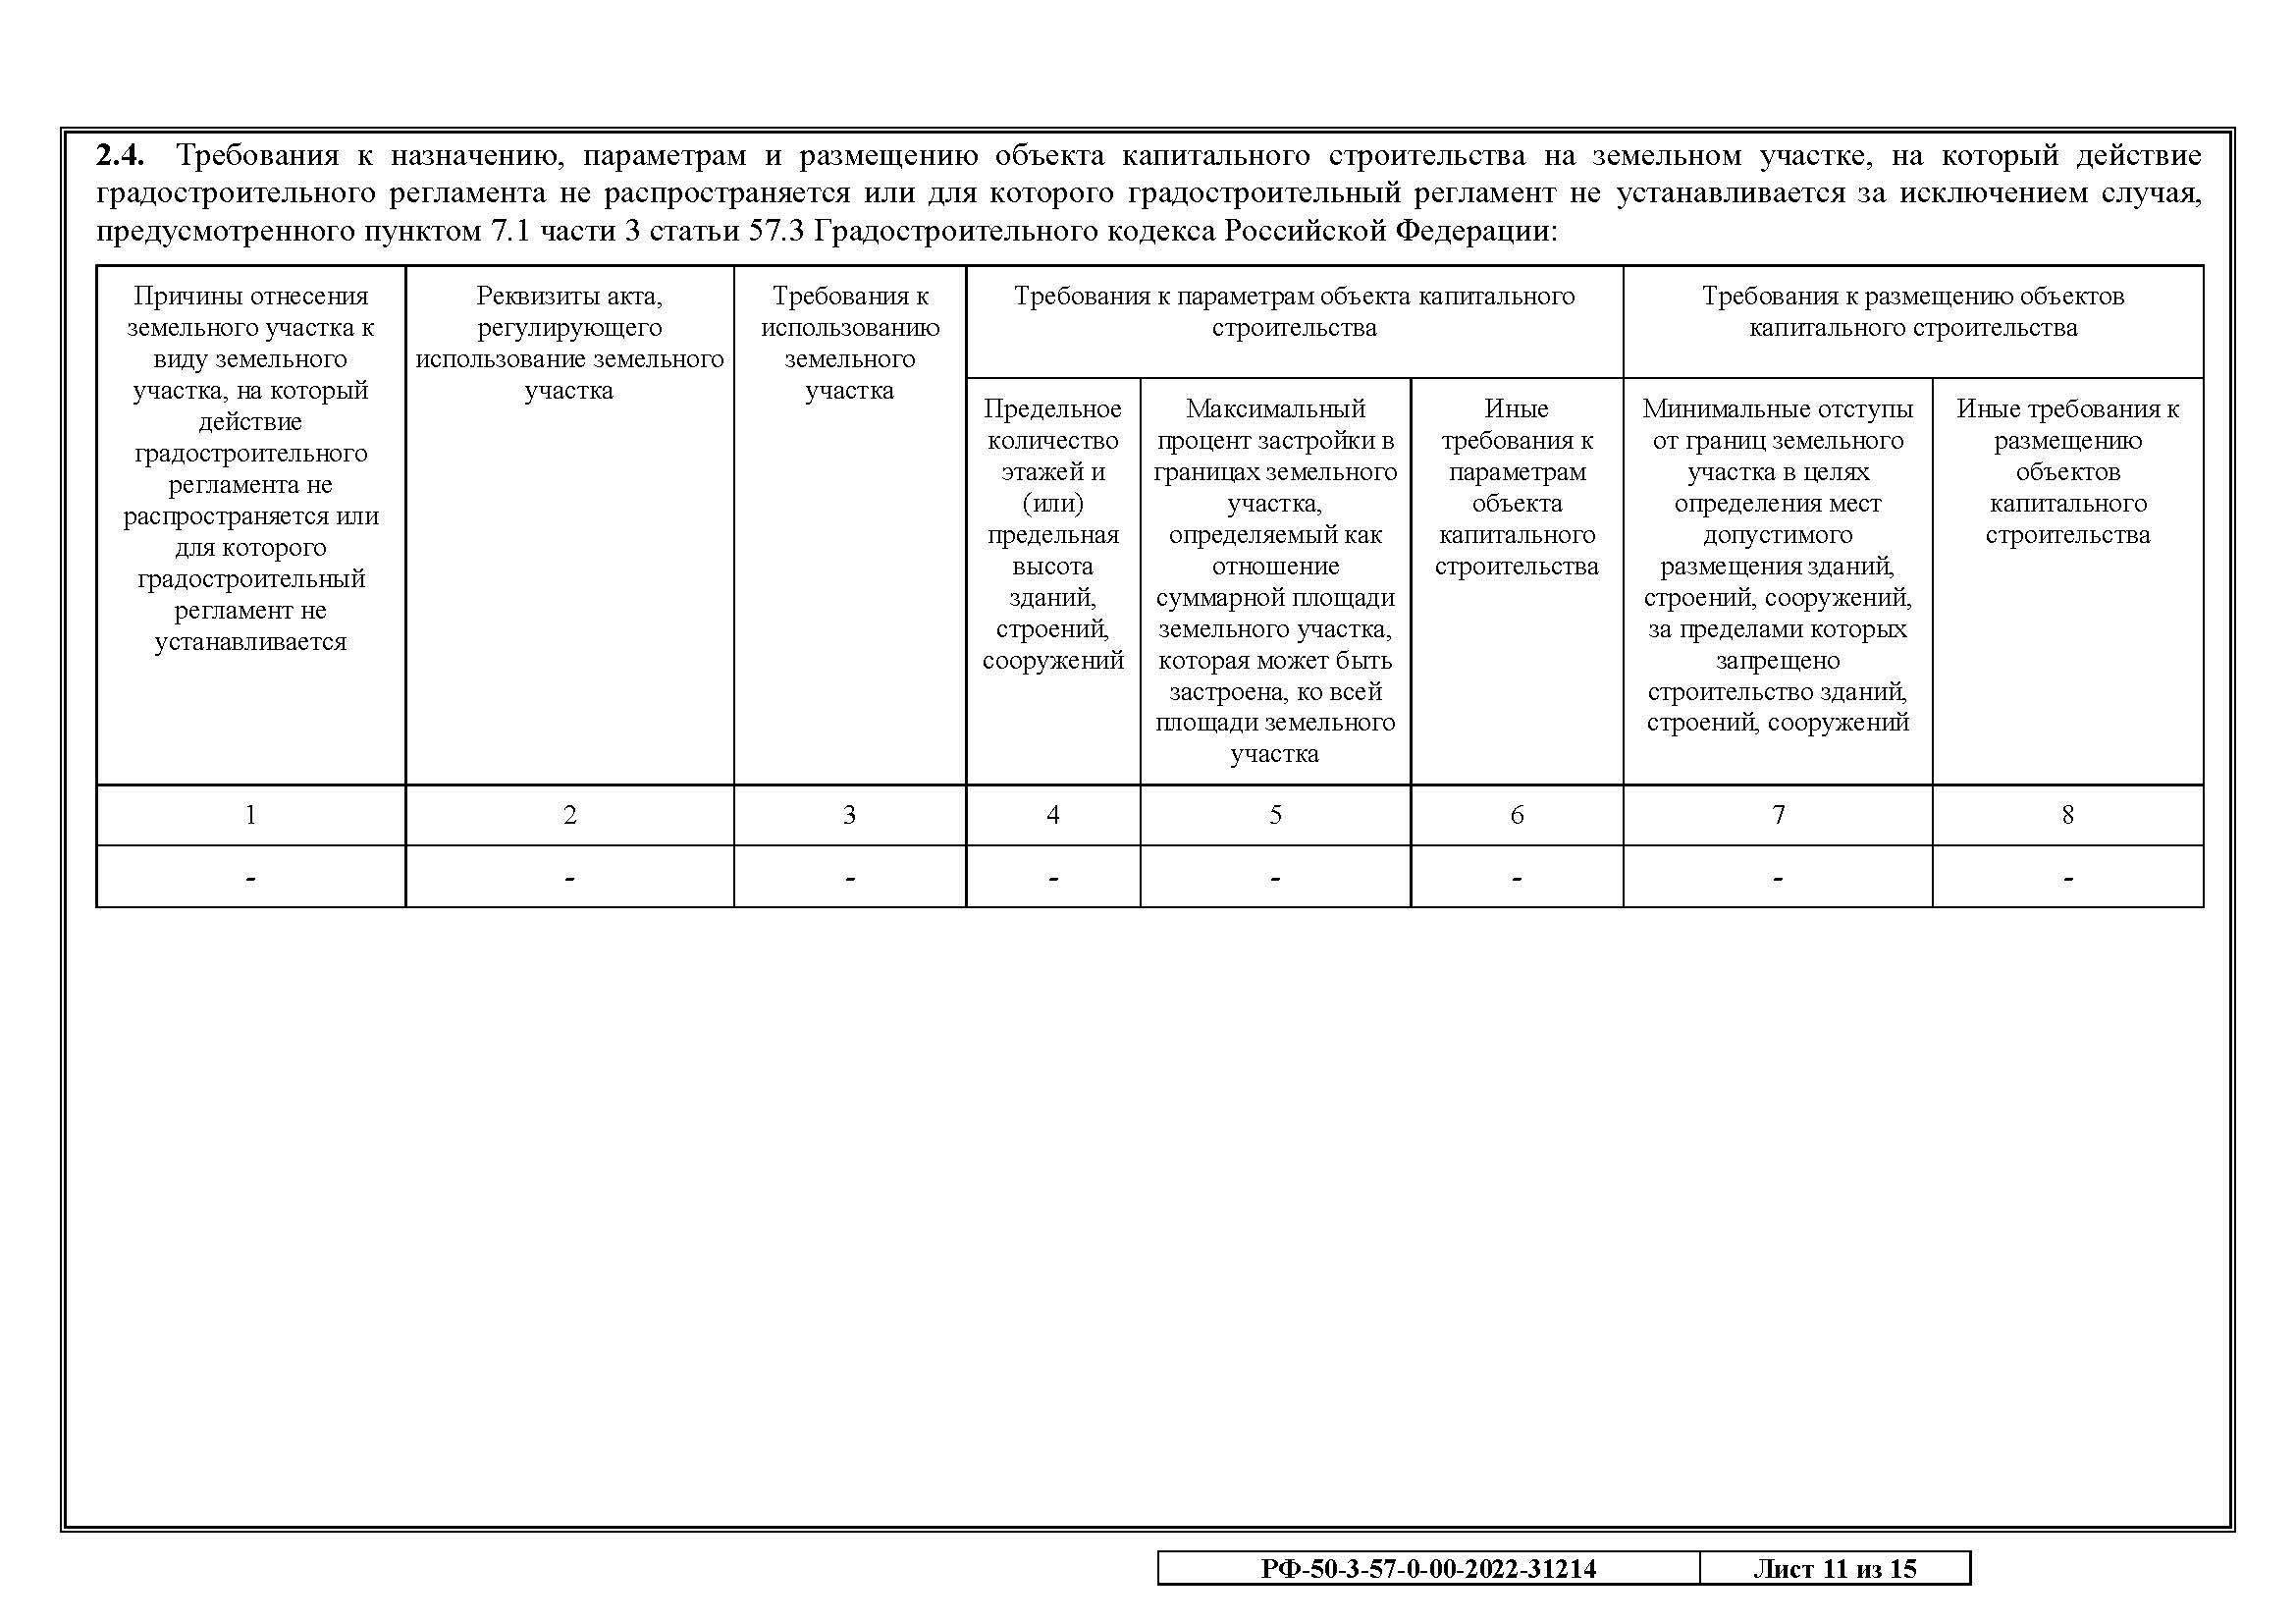 2.4. Требования к назначению, параметрам и размещению объекта капитального строительства на земельном участке, на который действие
градостроительного регламента не распространяется или для которого градостроительный регламент не устанавливается за исключением случая,
предусмотренного пунктом 7.1 части 3 статьи 57.3 Градостроительного кодекса Российской Федерации:
Причины отнесения
земельного участка к
виду земельного
участка, на который
действие
градостроительного
регламента не
распространяется или
для которого
градостроительный
регламент не
устанавливается
Реквизиты акта,
регулирующего
использование земельного
участка
Требования к
использованию
земельного
участка
Требования к параметрам объекта капитального
строительства
Требования к размещению объектов
капитального строительства
Предельное
количество
этажей и
(или)
предельная
высота
зданий,
строений,
сооружений
Максимальный
процент застройки в
границах земельного
участка,
определяемый как
отношение
суммарной площади
земельного участка,
которая может быть
застроена, ко всей
площади земельного
участка
Иные
требования к
параметрам
объекта
капитального
строительства
Минимальные отступы
от границ земельного
участка в целях
определения мест
допустимого
размещения зданий,
строений, сооружений,
за пределами которых
запрещено
строительство зданий,
строений, сооружений
Иные требования к
размещению
объектов
капитального
строительства
1 2 3 4 5 6 7 8
- - - - - - - -
РФ-50-3-57-0-00-2022-31214 Лист 11 из 15